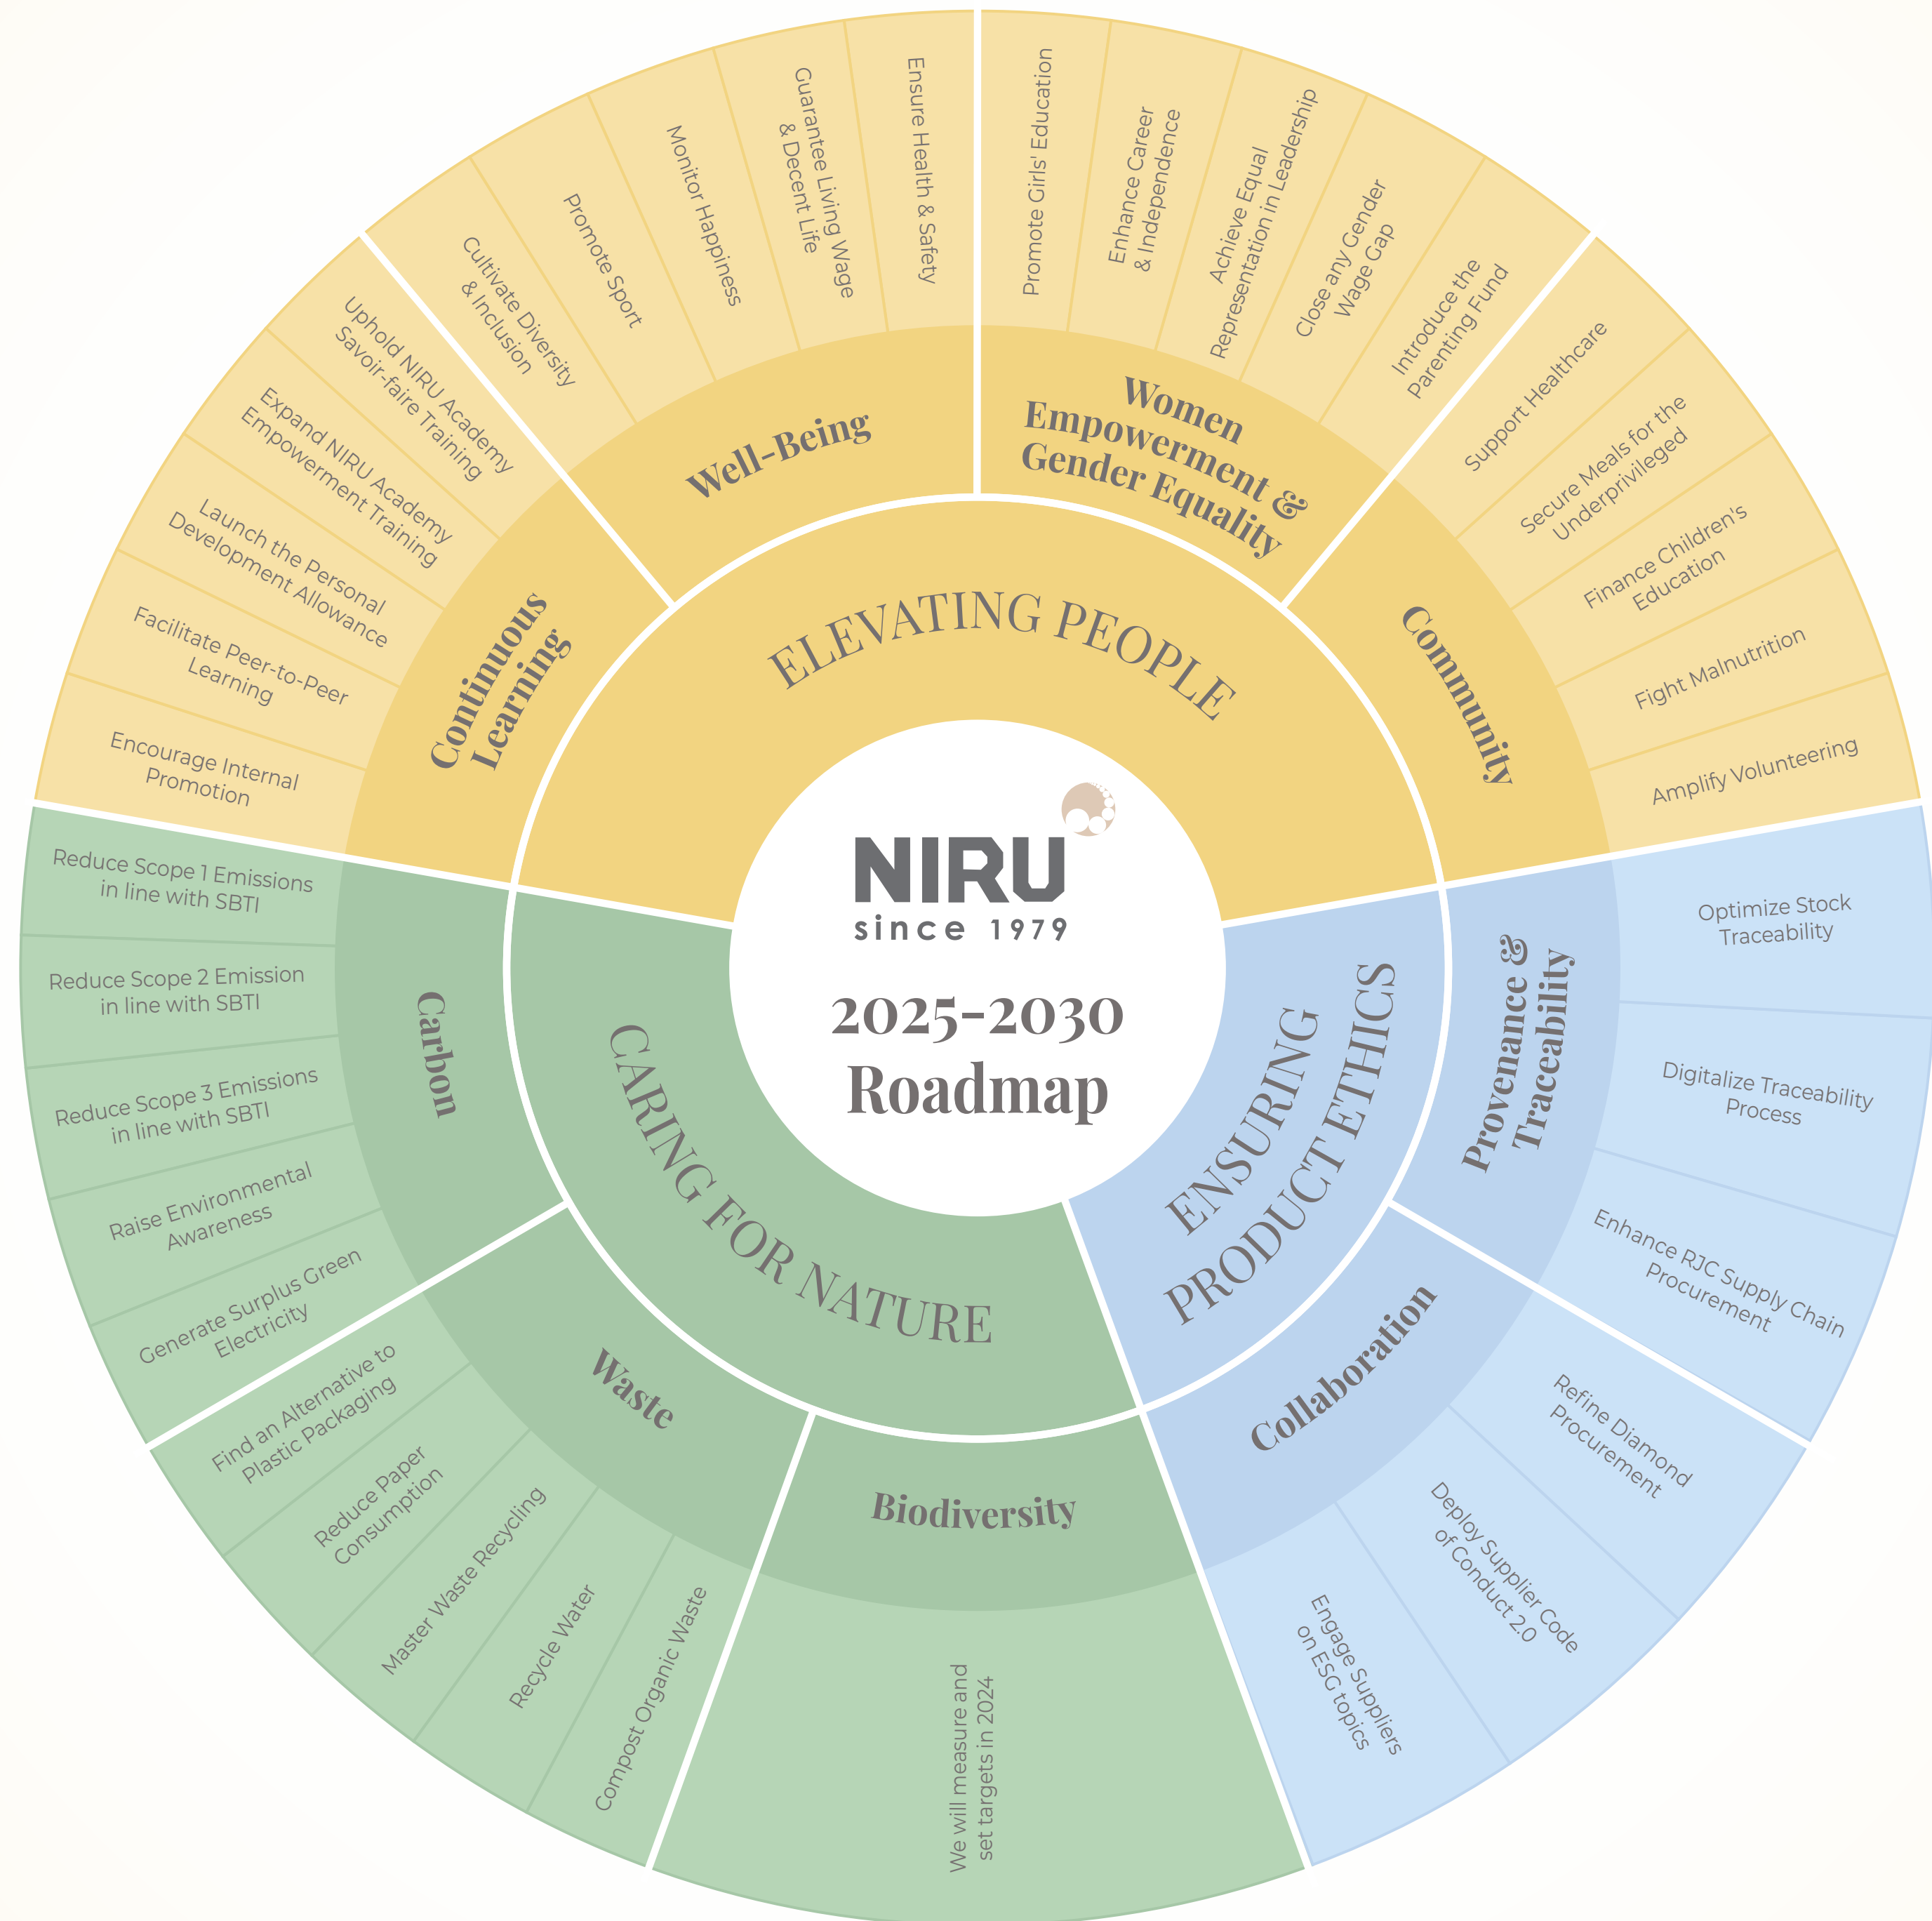 NIRU
since 1979
2025-2030
Roadmap
ELEVATING PEOPLE
Continuous
Learning
Encourage Internal
Promotion
Facilitate Peer-to-Peer
Learning
Launch the Personal
Development Allowance
Expand NIRU Academy
Empowerment Training
Uphold NIRU Academy
Savoir-faire Training
Well-Being
Cultivate Diversity
& Inclusion
Promote Sport
Monitor Happiness
Guarantee Living Wage
& Decent Life
Ensure Health & Safety
Women
Empowerment &
Gender Equality
Promote Girls' Education
Enhance Career
& Independence
Achieve Equal
Representation in Leadership
Close any Gender
Wage Gap
Introduce the
Parenting Fund
Community
Support Healthcare
Secure Meals for the
Underprivileged
Finance Children's
Education
Fight Malnutrition
Amplify Volunteering
ENSURING
PRODUCT ETHICS
Provenance &
Traceability
Optimize Stock
Traceability
Digitalize Traceability
Process
Enhance RJC Supply Chain
Procurement
Collaboration
Refine Diamond
Procurement
Deploy Supplier Code
of Conduct 2.0
Engage Suppliers
on ESG topics
CARING FOR NATURE
Biodiversity
We will measure and
set targets in 2024
Waste
Compost Organic Waste
Recycle Water
Master Waste Recycling
Reduce Paper
Consumption
Find an Alternative to
Plastic Packaging
Carbon
Generate Surplus Green
Electricity
Raise Environmental
Awareness
Reduce Scope 3 Emissions
in line with SBTI
Reduce Scope 2 Emission
in line with SBTI
Reduce Scope 1 Emissions
in line with SBTI